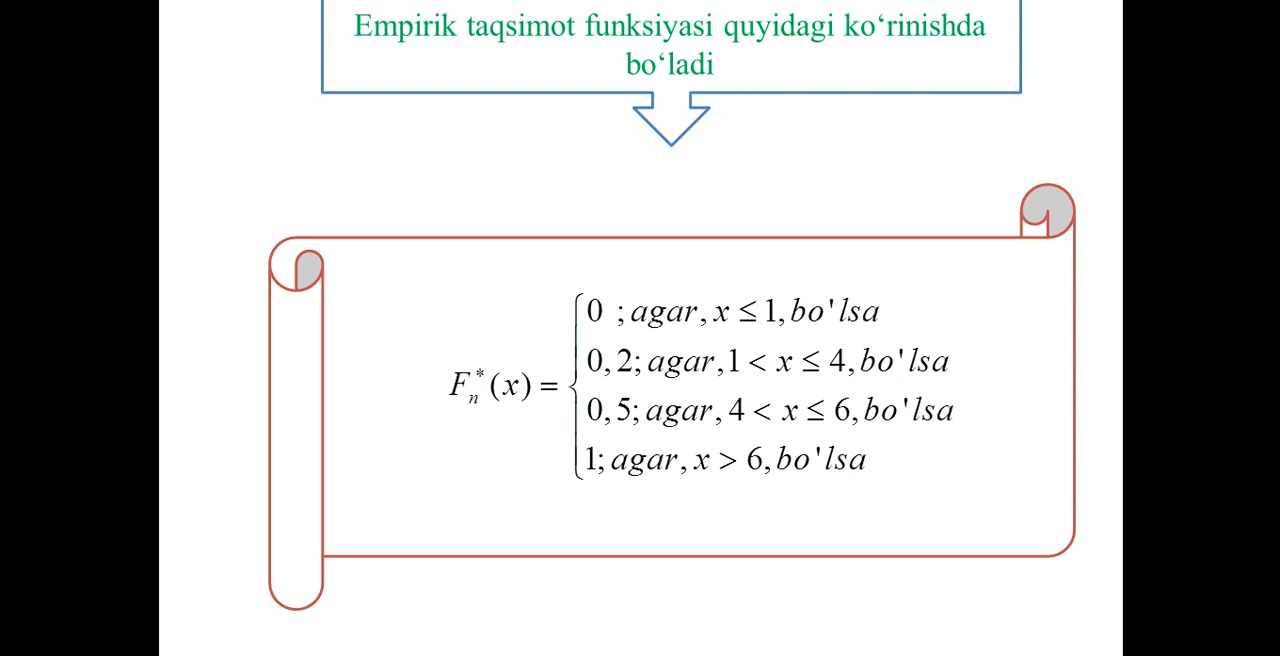 Empirik taqsimot funksiyasi quyidagi ko‘rinishda
bo‘ladi
0 ; agar, x ≤ 1, bo'lsa
0, 2; agar, 1 < x ≤ 4, bo'lsa
F*n(x) =
0, 5; agar, 4 < x ≤ 6, bo'lsa
1; agar, x > 6, bo'lsa